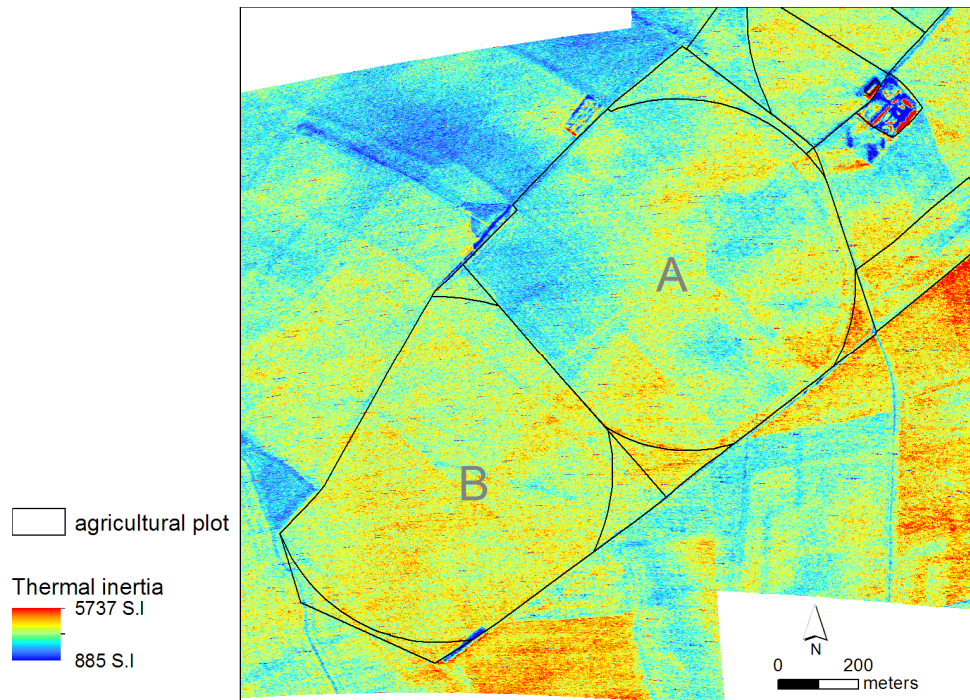 A
B
agricultural plot
Thermal inertia
5737 S.I
885 S.I
N
0 200
meters